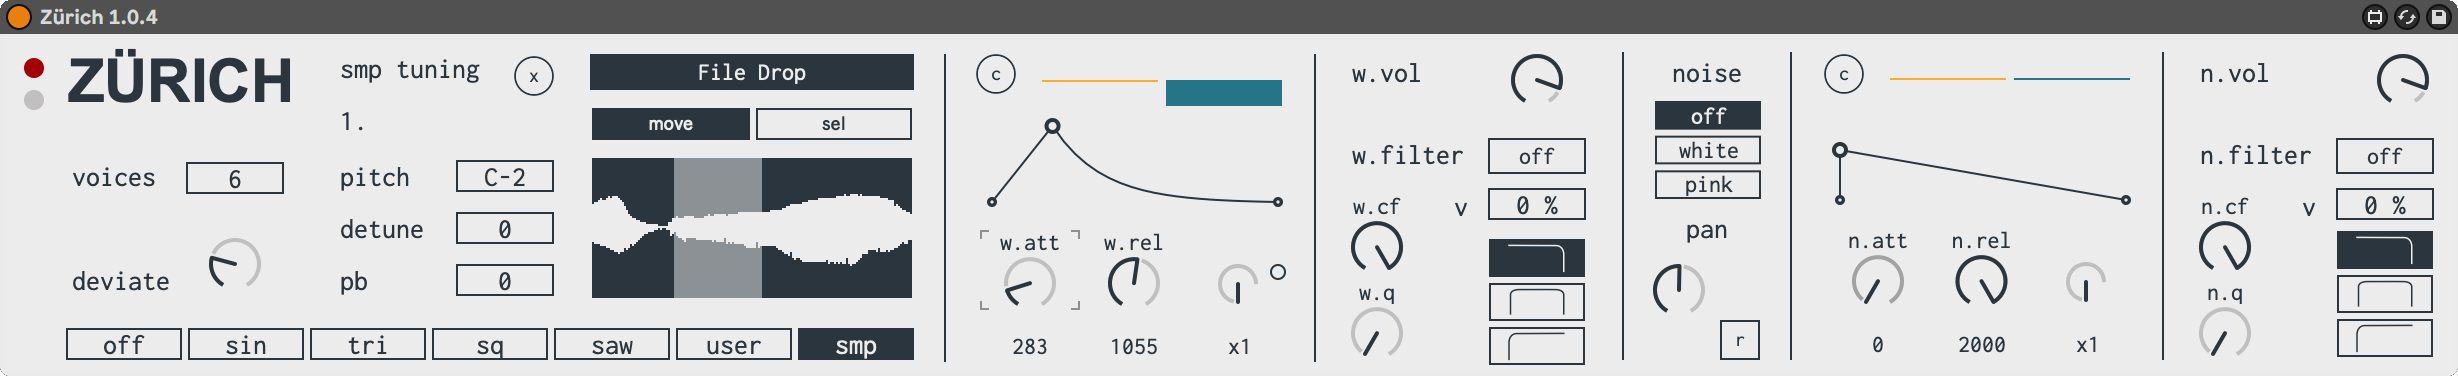 Zürich 1.0.4
ZÜRICH
smp tuning
x
1.
File Drop
move
sel
voices
6
pitch
C-2
detune
0
deviate
pb
0
off
sin
tri
sq
saw
user
smp
c
w.att
w.rel
283
1055
x1
w.vol
w.filter
off
w.cf
v
0 %
w.q
noise
off
white
pink
pan
r
c
n.att
n.rel
0
2000
x1
n.vol
n.filter
off
n.cf
v
0 %
n.q